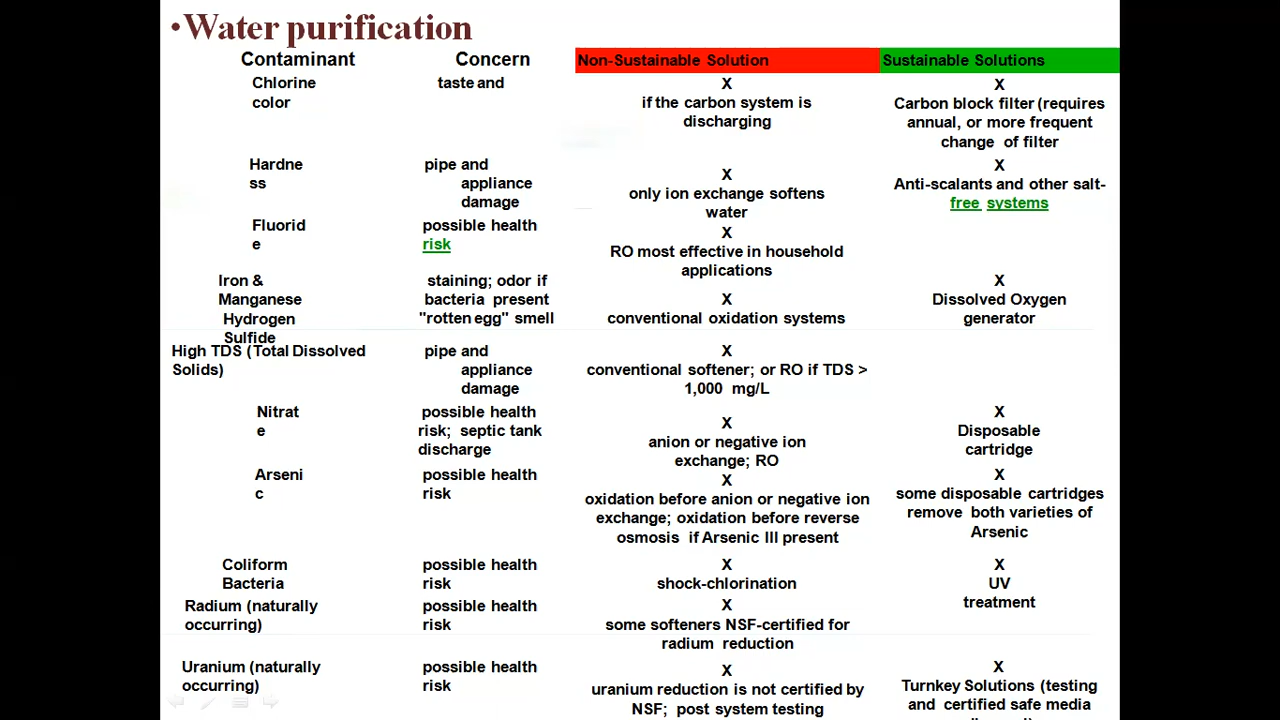 •Water purification
Contaminant Concern Non-Sustainable Solution Sustainable Solutions
Chlorine taste and X X
color if the carbon system is Carbon block filter (requires
discharging annual, or more frequent
change of filter
Hardne pipe and X X
ss appliance only ion exchange softens Anti-scalants and other salt-
damage water free systems
Fluorid possible health X
e risk RO most effective in household
applications
Iron & staining; odor if X
Manganese bacteria present X Dissolved Oxygen
Hydrogen "rotten egg" smell conventional oxidation systems generator
Sulfide
High TDS (Total Dissolved pipe and X
Solids) appliance conventional softener; or RO if TDS >
damage 1,000 mg/L
Nitrat possible health X X
e risk; septic tank anion or negative ion Disposable
discharge exchange; RO cartridge
Arseni possible health X X
c risk oxidation before anion or negative ion some disposable cartridges
exchange; oxidation before reverse remove both varieties of
osmosis if Arsenic III present Arsenic
Coliform possible health X X
Bacteria risk shock-chlorination UV
treatment
Radium (naturally possible health X
occurring) risk some softeners NSF-certified for
radium reduction
Uranium (naturally possible health X X
occurring) risk uranium reduction is not certified by Turnkey Solutions (testing
NSF; post system testing and certified safe media